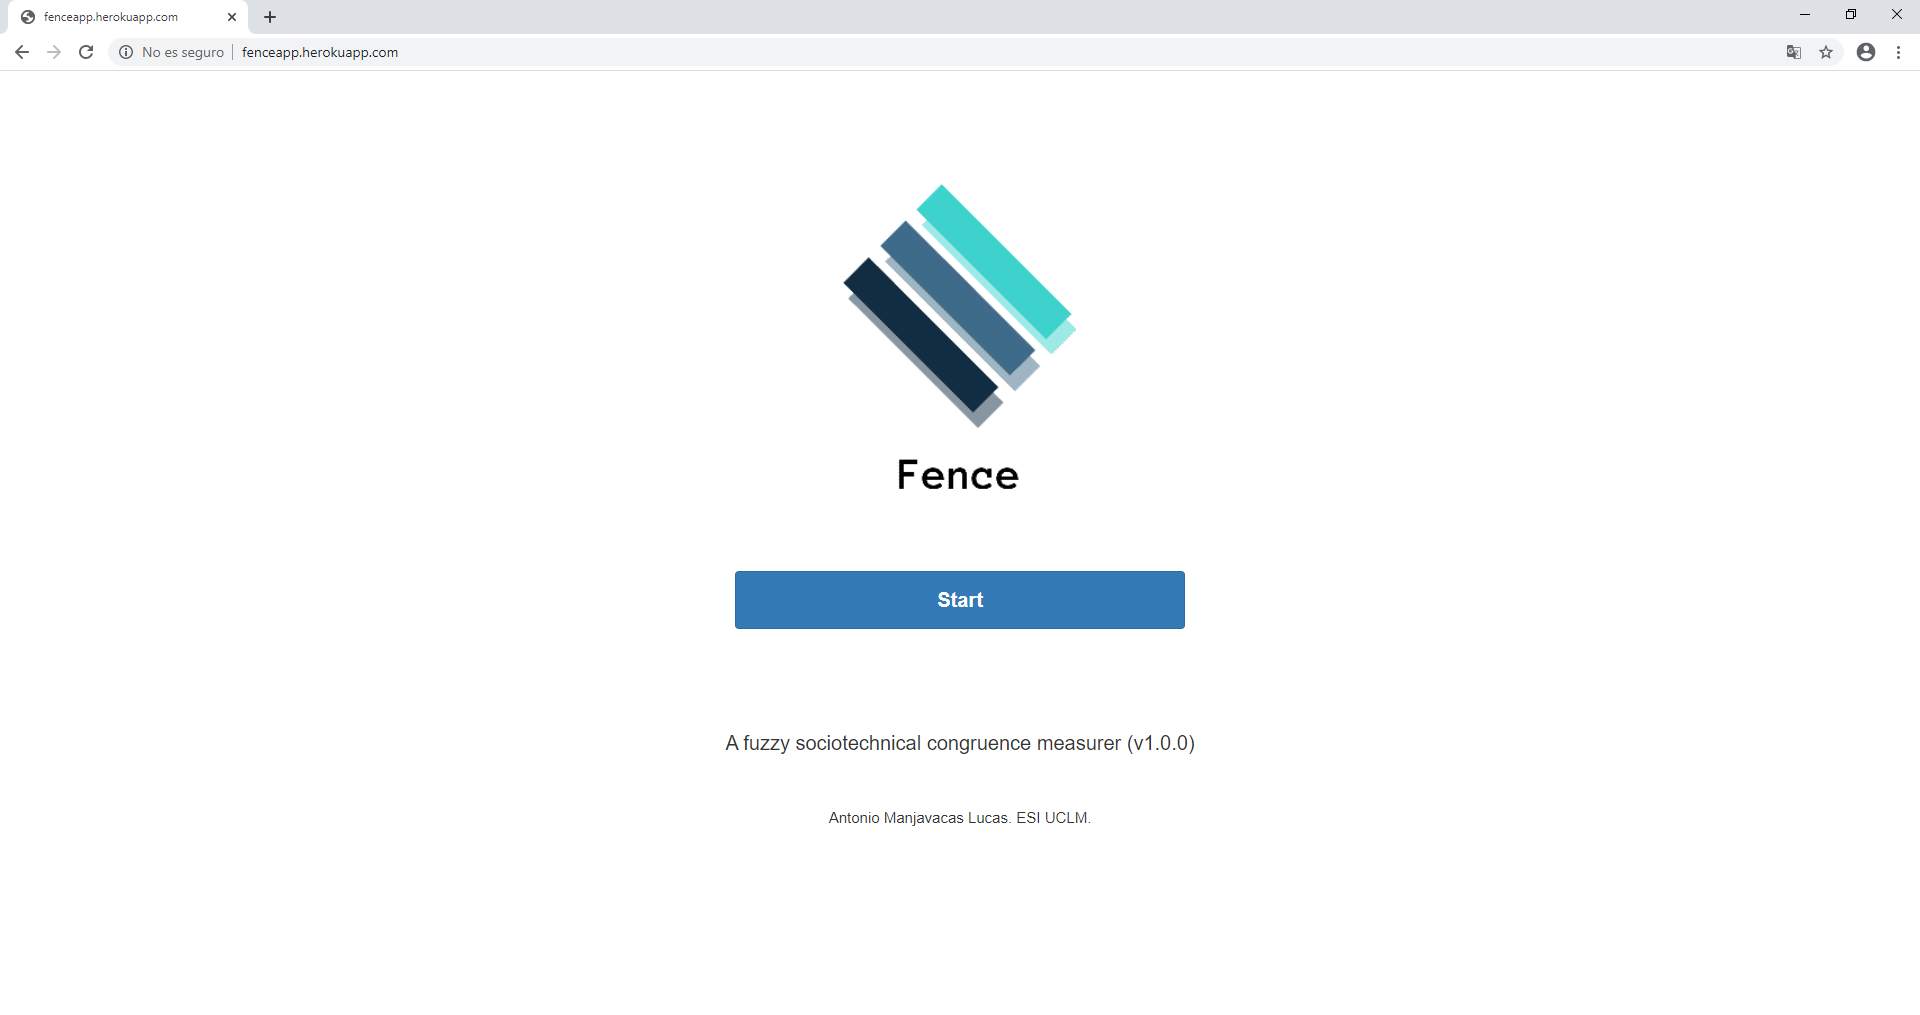 fenceapp.herokuapp.com
No es seguro | fenceapp.herokuapp.com
Fence
Start
A fuzzy sociotechnical congruence measurer (v1.0.0)
Antonio Manjavacas Lucas. ESI UCLM.